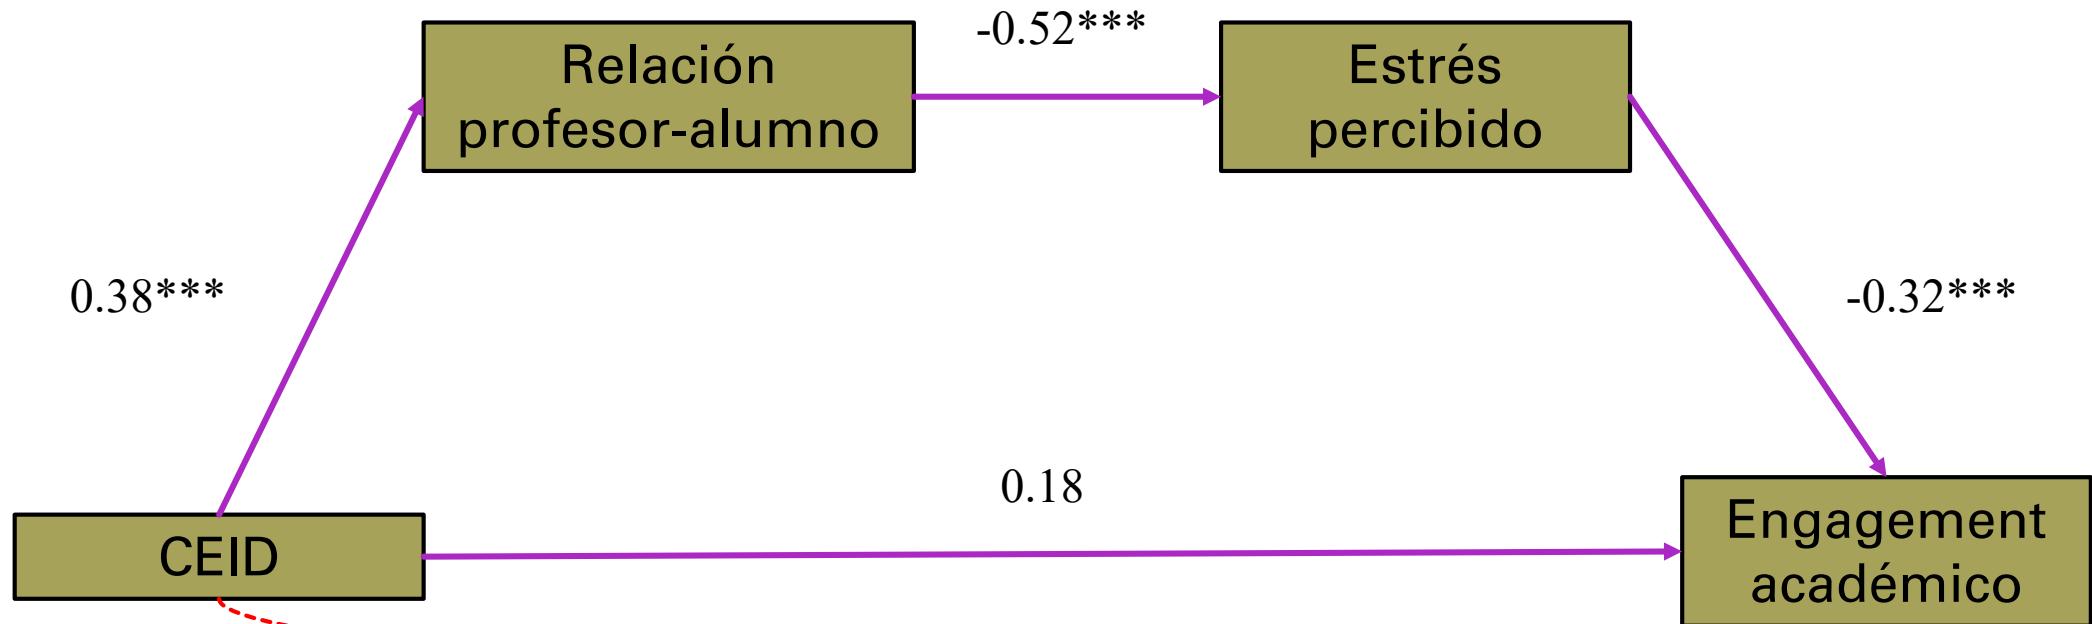 -0.52***
Relación
profesor-alumno
Estrés
percibido
0.38***
-0.32***
0.18
CEID
Engagement
académico